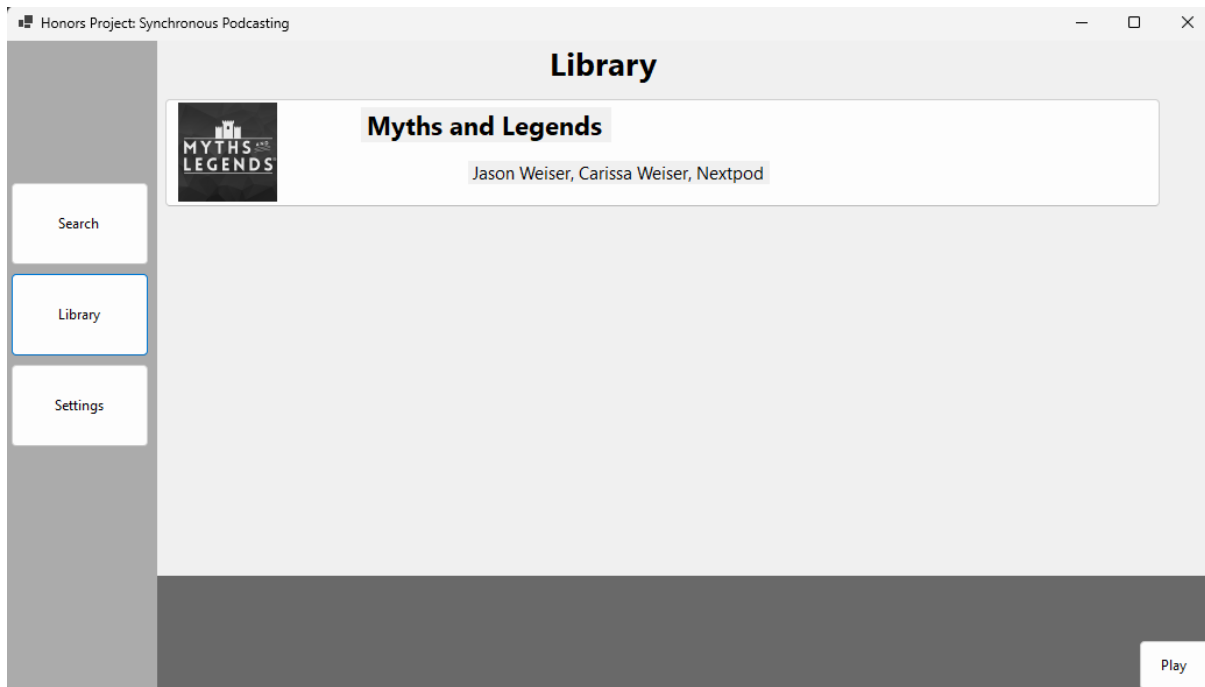 Honors Project: Synchronous Podcasting
Library
MYTHS AND
LEGENDS
Myths and Legends
Jason Weiser, Carissa Weiser, Nextpod
Search
Library
Settings
Play